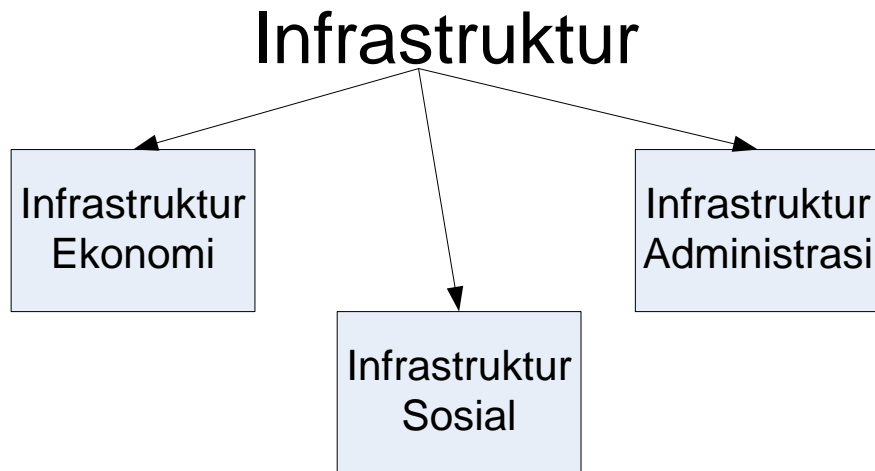 Infrastruktur
Infrastruktur
Ekonomi
Infrastruktur
Administrasi
Infrastruktur
Sosial